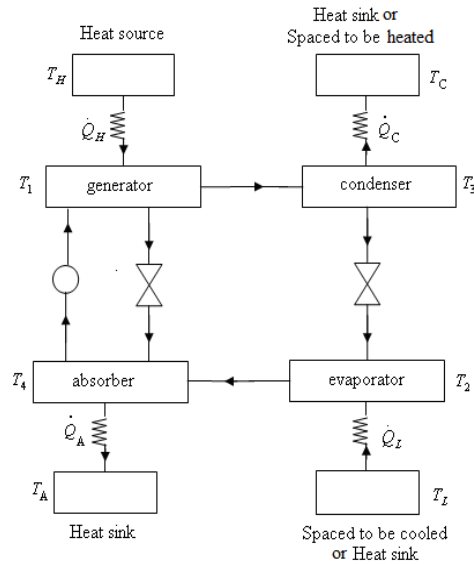 Heat source
Heat sink or
Spaced to be heated
T_H
T_C
Q̇_H
Q̇_C
T_1
generator
condenser
T_3
T_4
absorber
evaporator
T_2
Q̇_A
Q̇_L
T_A
T_L
Heat sink
Spaced to be cooled
or Heat sink